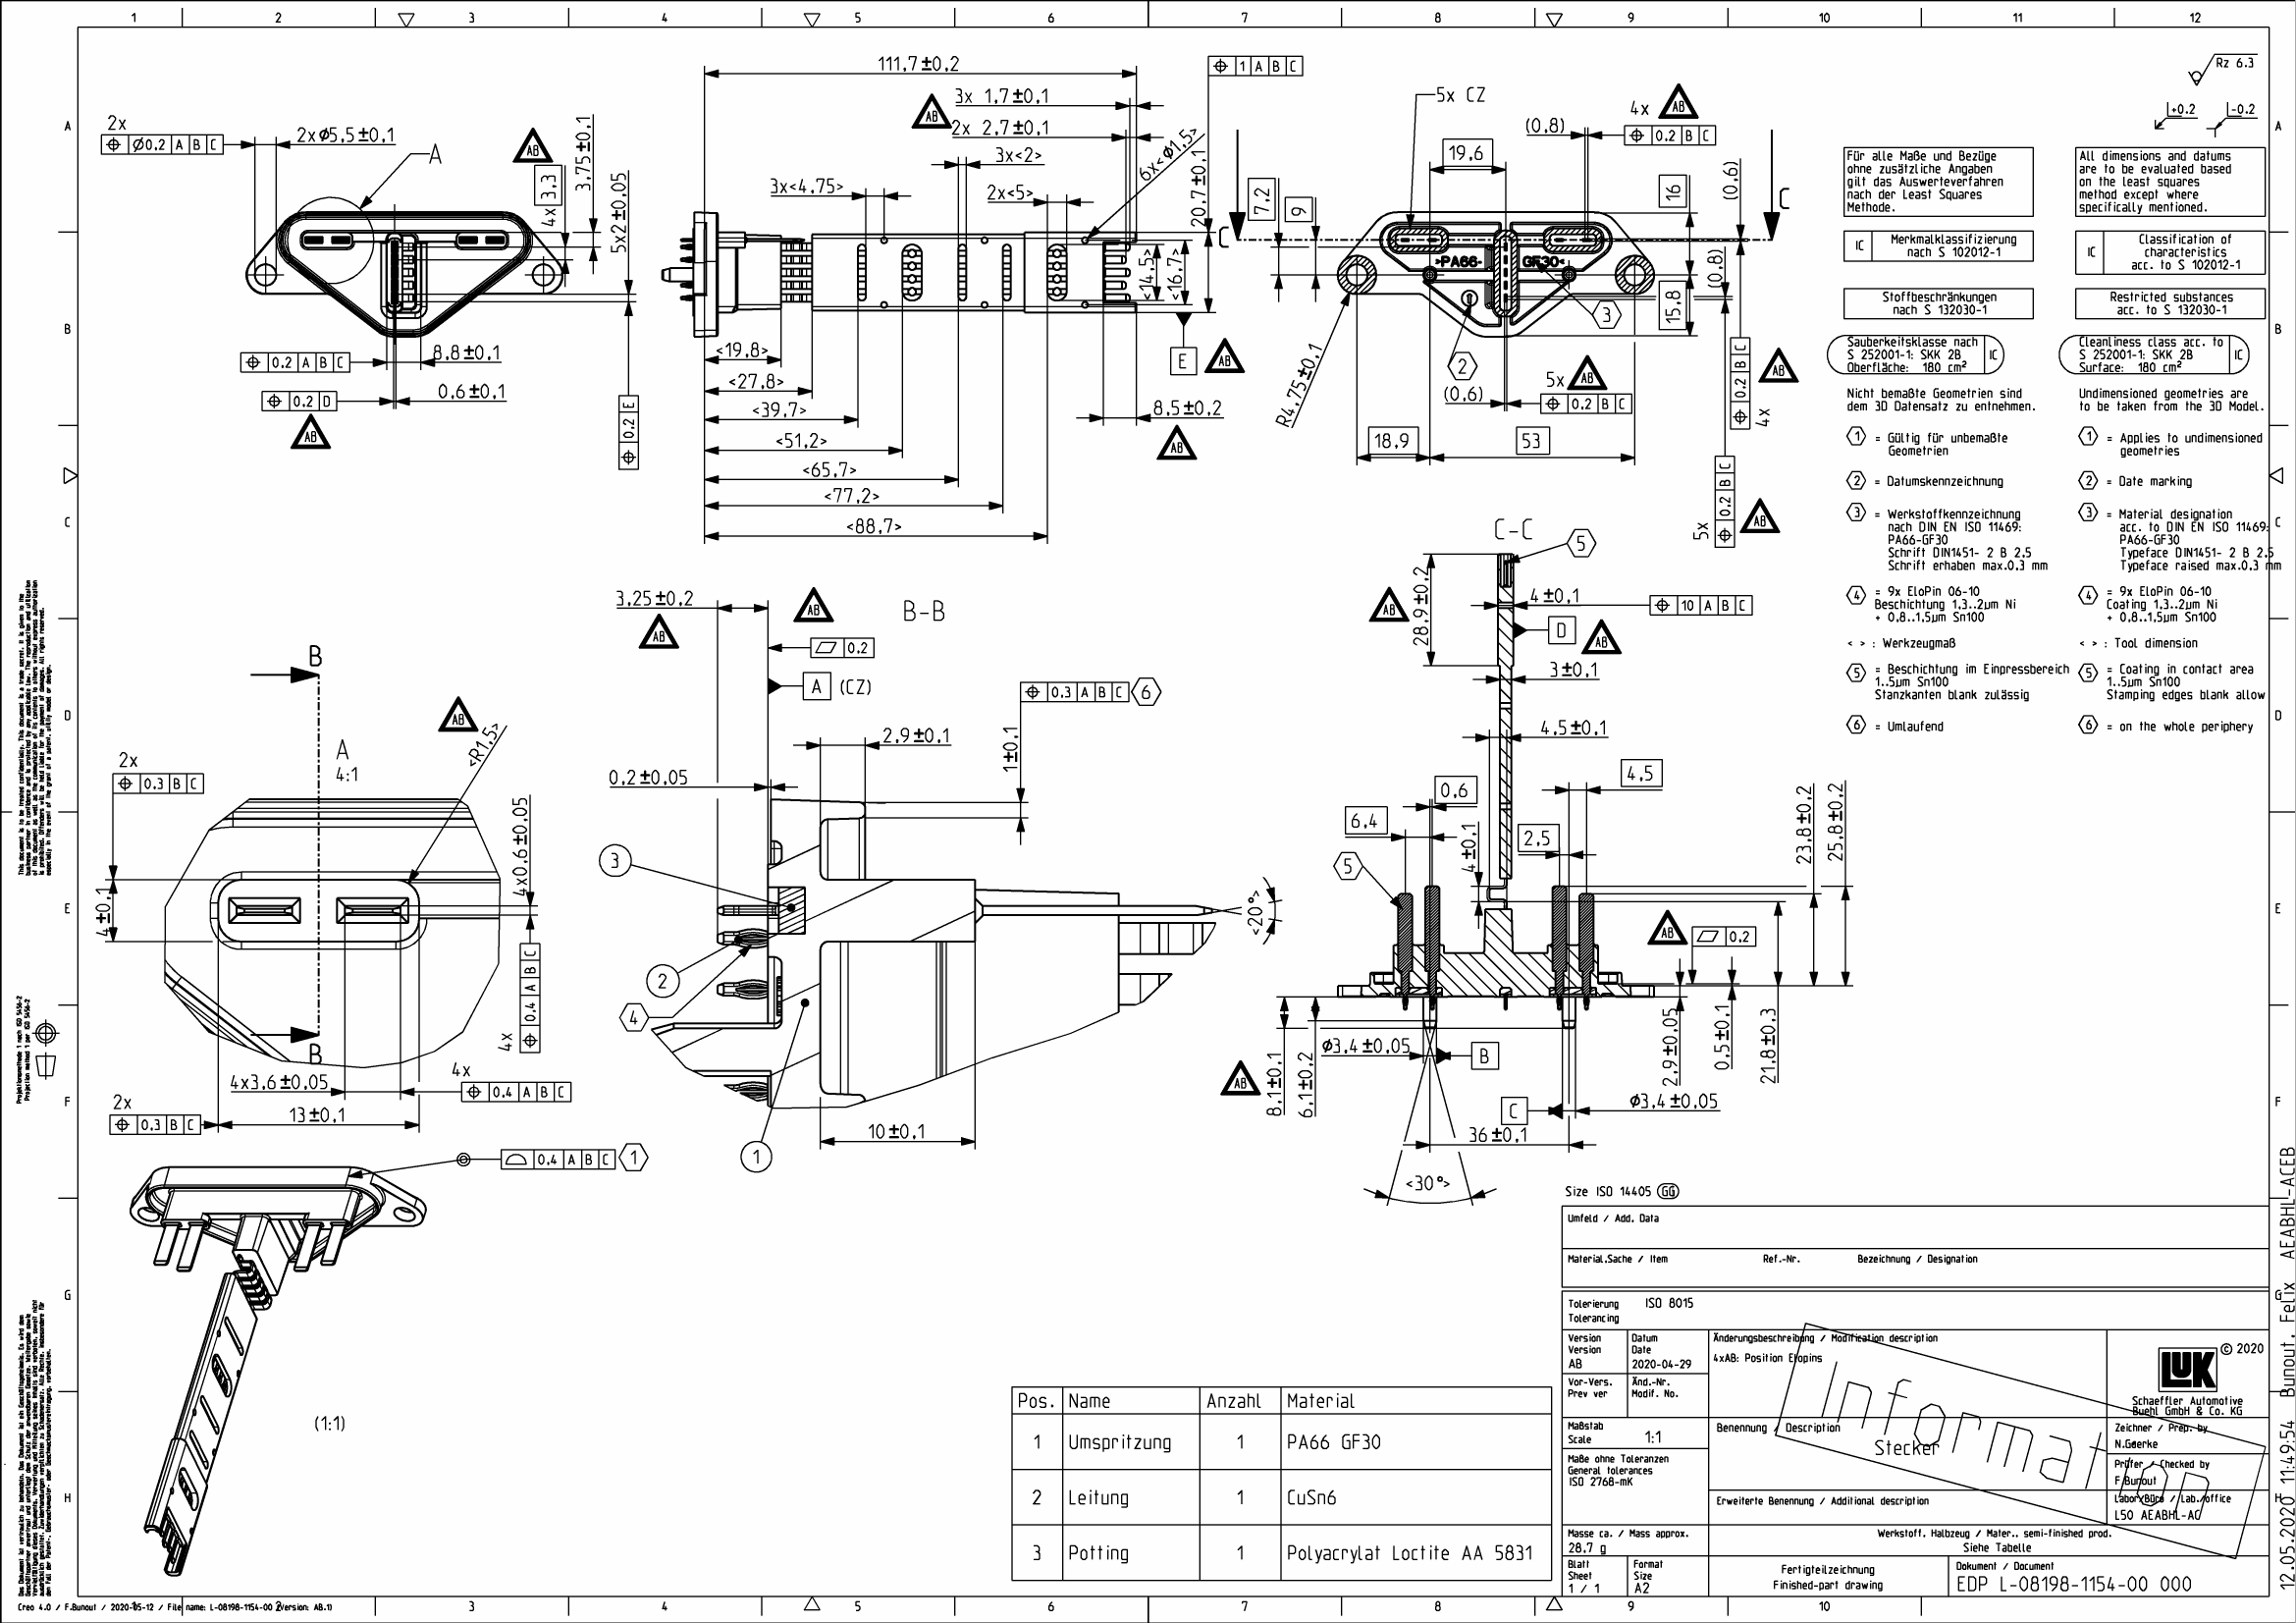 1 2 3 4 5 6 7 8 9 10 11 12
A
B
C
D
E
F
G
H
Rz 6.3
+0.2 -0.2
2x
⌖ Ø0.2 A B C
2xø5,5±0,1
A
AB
4x 3,3
3,75±0,1
5x2±0,05
⌖ 0.2 A B C
8,8±0,1
⌖ 0.2 D
0,6±0,1
AB
⌖ 0.2 E
111,7±0,2
AB
3x 1,7±0,1
2x 2,7±0,1
3x<2>
3x<4,75>
2x<5>
6x<ø1,5>
20,7±0,1
⌖ 1 A B C
<14,5>
<16,7>
E
AB
<19,8>
<27,8>
<39,7>
<51,2>
<65,7>
<77,2>
<88,7>
8,5±0,2
AB
5x CZ
4x AB
(0,8)
⌖ 0.2 B C
19,6
7,2
9
16
(0,6)
C
C
(0,8)
15,8
>PA66-
GF30<
3
2
R4,75±0,1
(0,6)
5x AB
⌖ 0.2 B C
18,9
53
⌖ 0.2 B C
4x
AB
5x
⌖ 0.2 B C
AB
Für alle Maße und Bezüge
ohne zusätzliche Angaben
gilt das Auswerteverfahren
nach der Least Squares
Methode.
IC
Merkmalklassifizierung
nach S 102012-1
Stoffbeschränkungen
nach S 132030-1
Sauberkeitsklasse nach
S 252001-1: SKK 2B
Oberfläche: 180 cm²
IC
Nicht bemaßte Geometrien sind
dem 3D Datensatz zu entnehmen.
1 = Gültig für unbemaßte
Geometrien
2 = Datumskennzeichnung
3 = Werkstoffkennzeichnung
nach DIN EN ISO 11469:
PA66-GF30
Schrift DIN1451- 2 B 2.5
Schrift erhaben max.0.3 mm
4 = 9x EloPin 06-10
Beschichtung 1,3..2µm Ni
+ 0,8..1,5µm Sn100
< > : Werkzeugmaß
5 = Beschichtung im Einpressbereich
1..5µm Sn100
Stanzkanten blank zulässig
6 = Umlaufend
All dimensions and datums
are to be evaluated based
on the least squares
method except where
specifically mentioned.
IC
Classification of
characteristics
acc. to S 102012-1
Restricted substances
acc. to S 132030-1
Cleanliness class acc. to
S 252001-1: SKK 2B
Surface: 180 cm²
IC
Undimensioned geometries are
to be taken from the 3D Model.
1 = Applies to undimensioned
geometries
2 = Date marking
3 = Material designation
acc. to DIN EN ISO 11469:
PA66-GF30
Typeface DIN1451- 2 B 2.5
Typeface raised max.0.3 mm
4 = 9x EloPin 06-10
Coating 1,3..2µm Ni
+ 0,8..1,5µm Sn100
< > : Tool dimension
5 = Coating in contact area
1..5µm Sn100
Stamping edges blank allow
6 = on the whole periphery
B
A
4:1
AB
<R1,5>
2x
⌖ 0.3 B C
4±0,1
4x0,6±0,05
4x
⌖ 0.4 A B C
B
4x3,6±0,05
4x
⌖ 0.4 A B C
2x
⌖ 0.3 B C
13±0,1
B-B
3,25±0,2
AB
AB
⏥ 0.2
A (CZ)
⌖ 0.3 A B C 6
2,9±0,1
1±0,1
0.2±0.05
3
2
4
1
<20°>
10±0,1
C-C
5
28,9±0,2
AB
4±0,1
⌖ 10 A B C
D
AB
3±0,1
4,5±0,1
4,5
0,6
6,4
2,5
4±0,1
5
23,8±0,2
25,8±0,2
AB
⏥ 0.2
8,1±0,1
AB
6,1±0,2
ø3,4±0,05
B
2,9±0,05
0,5±0,1
21,8±0,3
C
ø3,4±0,05
36±0,1
<30°>
⌓ 0.4 A B C 1
(1:1)
Pos. Name Anzahl Material
1 Umspritzung 1 PA66 GF30
2 Leitung 1 CuSn6
3 Potting 1 Polyacrylat Loctite AA 5831
Size ISO 14405 GG
Umfeld / Add. Data
Material.Sache / Item Ref.-Nr. Bezeichnung / Designation
Tolerierung ISO 8015
Tolerancing
Version Datum Änderungsbeschreibung / Modification description
Version Date
AB 2020-04-29 4xAB: Position Elopins
Vor-Vers. Änd.-Nr.
Prev ver Modif. No.
© 2020
LUK
Schaeffler Automotive
Buehl GmbH & Co. KG
Maßstab
Scale 1:1
Benennung / Description
Stecker
Zeichner / Prep. by
N.Goerke
Maße ohne Toleranzen
General tolerances
ISO 2768-mK
Prüfer / Checked by
F.Bunout
Erweiterte Benennung / Additional description
Labor/Büro / Lab./office
L50 AEABHL-AC
Masse ca. / Mass approx.
28.7 g
Werkstoff, Halbzeug / Mater., semi-finished prod.
Siehe Tabelle
Blatt Format
Sheet Size
1 / 1 A2
Fertigteilzeichnung
Finished-part drawing
Dokument / Document
EDP L-08198-1154-00 000
Information
12.05.2020 11:49:54 Bunout, Felix AEABHL-ACEB
Projektionsmethode 1 nach ISO 5456-2
Projection method 1 per ISO 5456-2
Creo 4.0 / F.Bunout / 2020-05-12 / File name: L-08198-1154-00 (Version: AB.1)